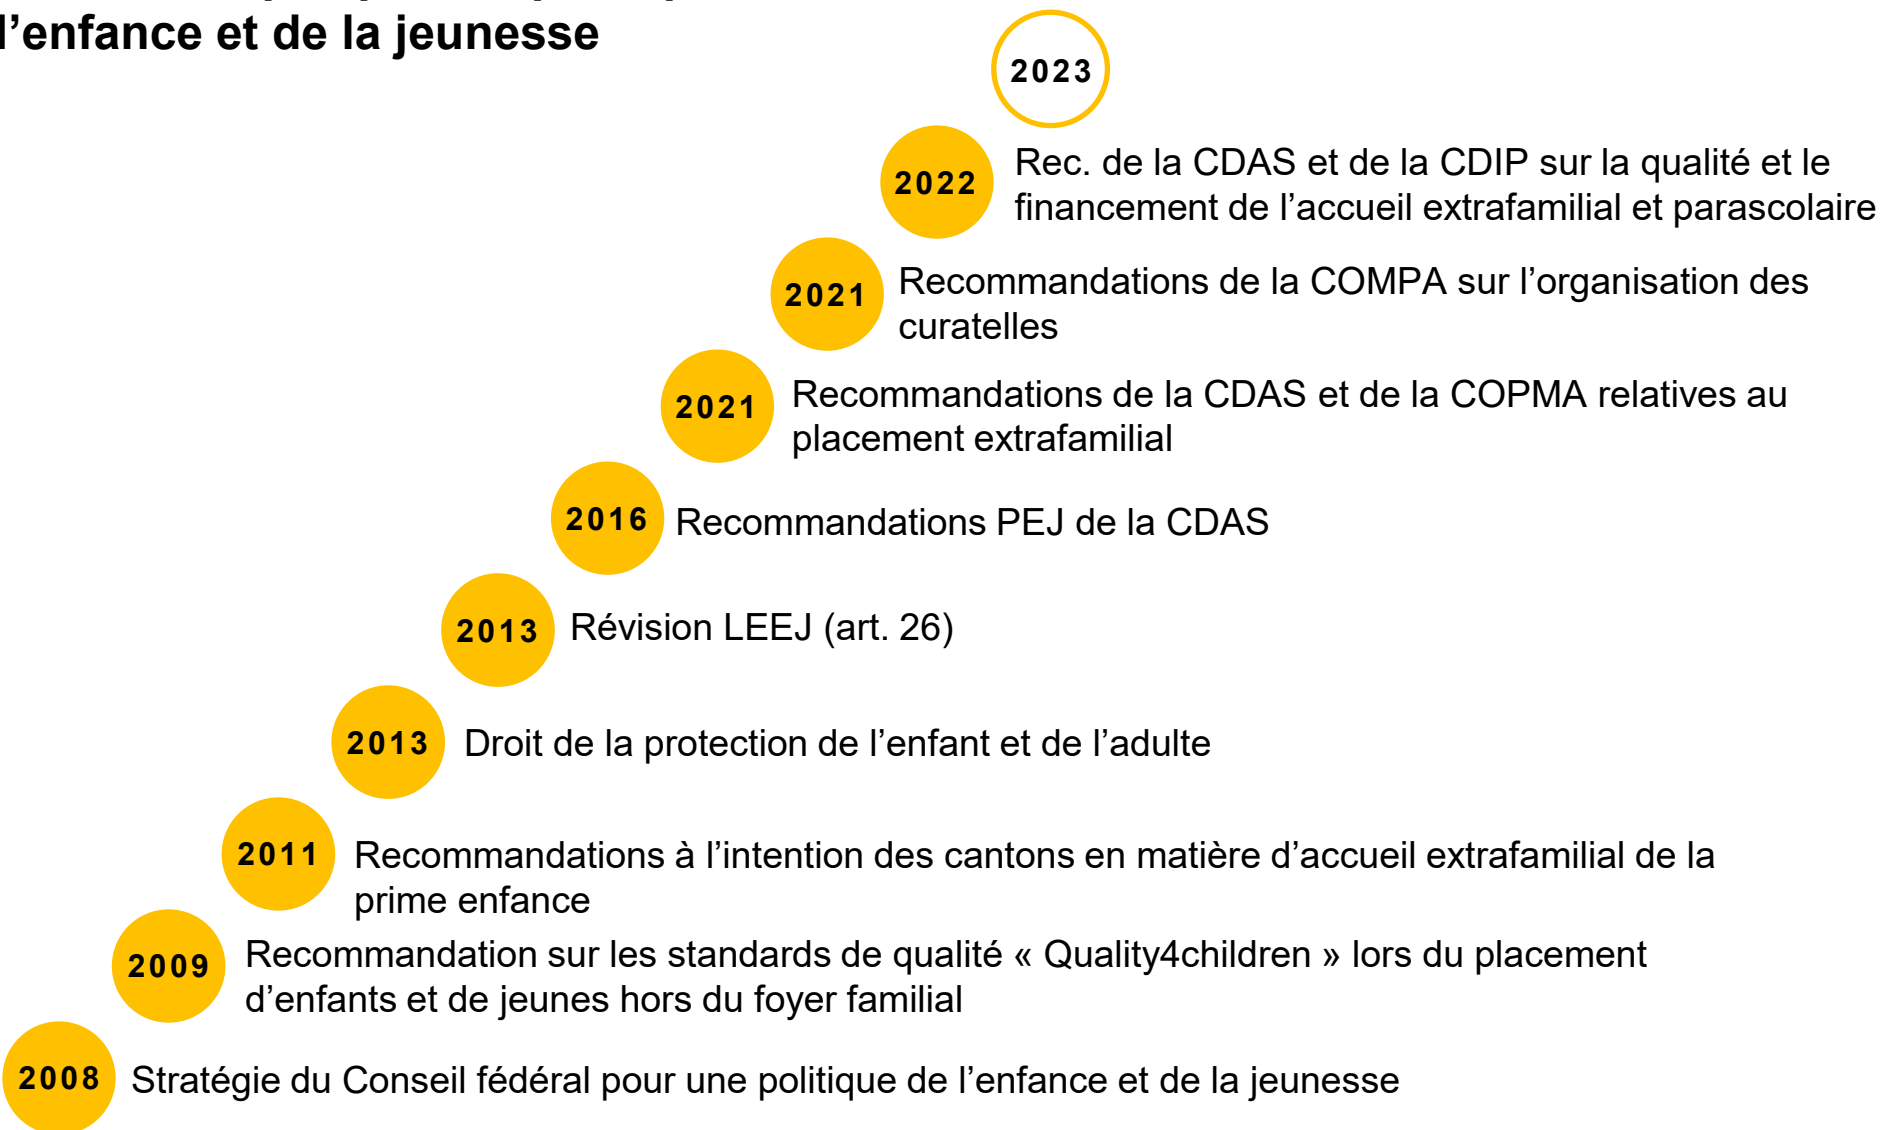 l’enfance et de la jeunesse
2023
2022
Rec. de la CDAS et de la CDIP sur la qualité et le
financement de l’accueil extrafamilial et parascolaire
2021
Recommandations de la COMPA sur l’organisation des
curatelles
2021
Recommandations de la CDAS et de la COPMA relatives au
placement extrafamilial
2016
Recommandations PEJ de la CDAS
2013
Révision LEEJ (art. 26)
2013
Droit de la protection de l’enfant et de l’adulte
2011
Recommandations à l’intention des cantons en matière d’accueil extrafamilial de la
prime enfance
2009
Recommandation sur les standards de qualité « Quality4children » lors du placement
d’enfants et de jeunes hors du foyer familial
2008
Stratégie du Conseil fédéral pour une politique de l’enfance et de la jeunesse